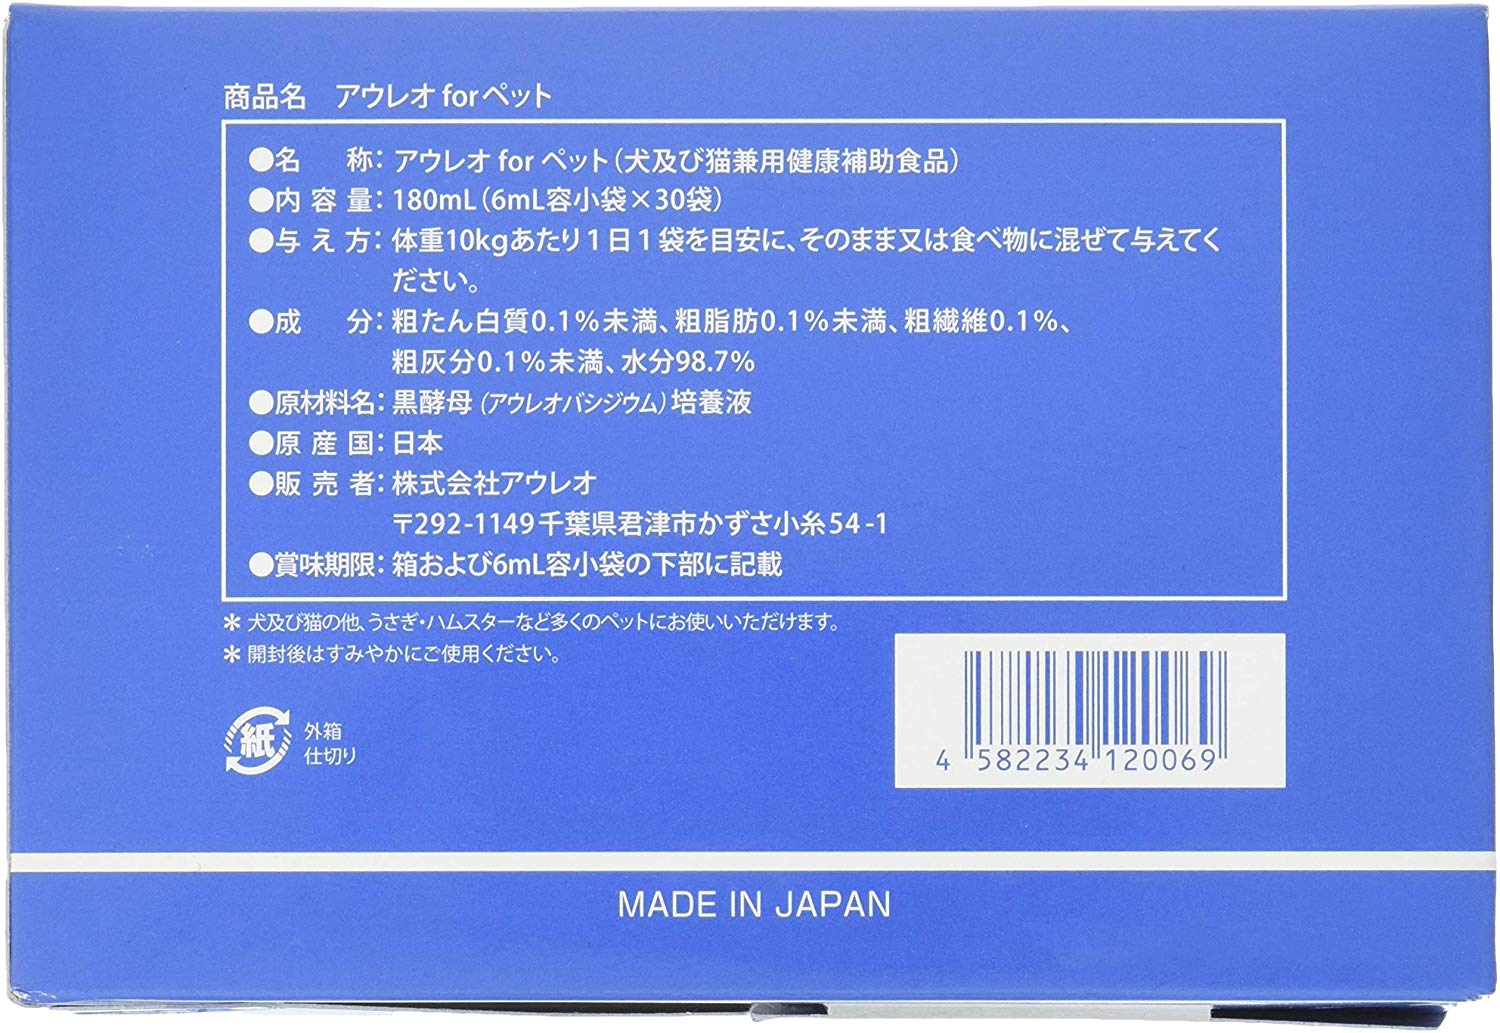 商品名 アウレオ for ペット
●名 称：アウレオ for ペット（犬及び猫兼用健康補助食品）
●内 容 量：180mL（6mL容小袋×30袋）
●与 え 方：体重10kgあたり1日1袋を目安に、そのまま又は食べ物に混ぜて与えてく
ださい。
●成 分：粗たん白質0.1%未満、粗脂肪0.1%未満、粗繊維0.1%、
粗灰分0.1%未満、水分98.7%
●原材料名：黒酵母（アウレオバシジウム）培養液
●原 産 国：日本
●販 売 者：株式会社アウレオ
〒292-1149 千葉県君津市かずさ小糸54-1
●賞味期限：箱および6mL容小袋の下部に記載
＊ 犬及び猫の他、うさぎ・ハムスターなど多くのペットにお使いいただけます。
＊ 開封後はすみやかにご使用ください。
紙 外箱
仕切り
4 582234 120069
MADE IN JAPAN